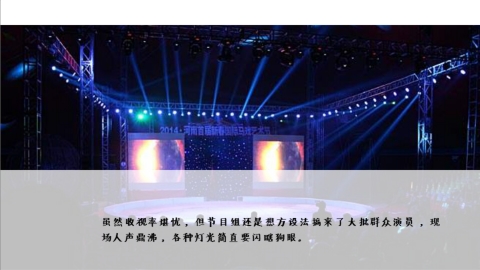 2014·河南首届新春国际马戏艺术节
虽然收视率堪忧，但节目组还是想方设法搞来了大批群众演员，现
场人声鼎沸，各种灯光简直要闪瞎狗眼。